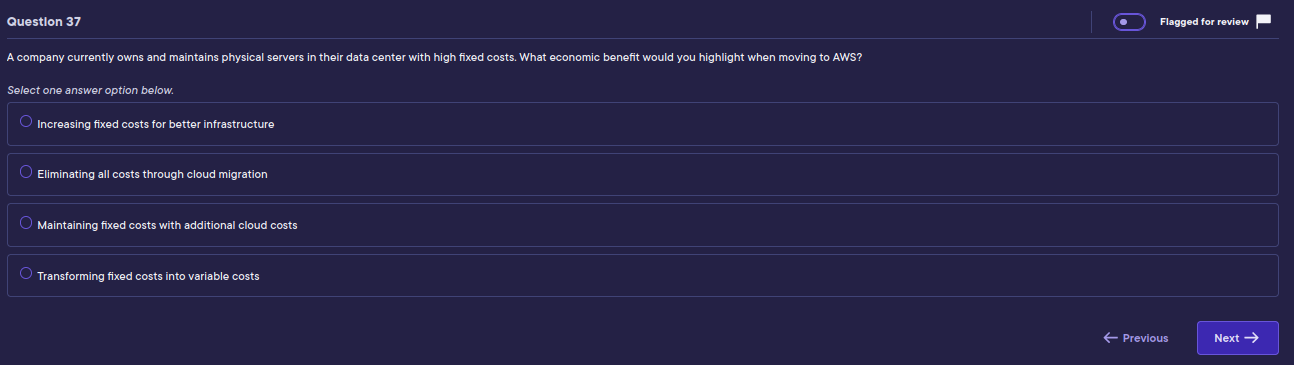 Question 37
Flagged for review
A company currently owns and maintains physical servers in their data center with high fixed costs. What economic benefit would you highlight when moving to AWS?
Select one answer option below.
Increasing fixed costs for better infrastructure
Eliminating all costs through cloud migration
Maintaining fixed costs with additional cloud costs
Transforming fixed costs into variable costs
Previous
Next